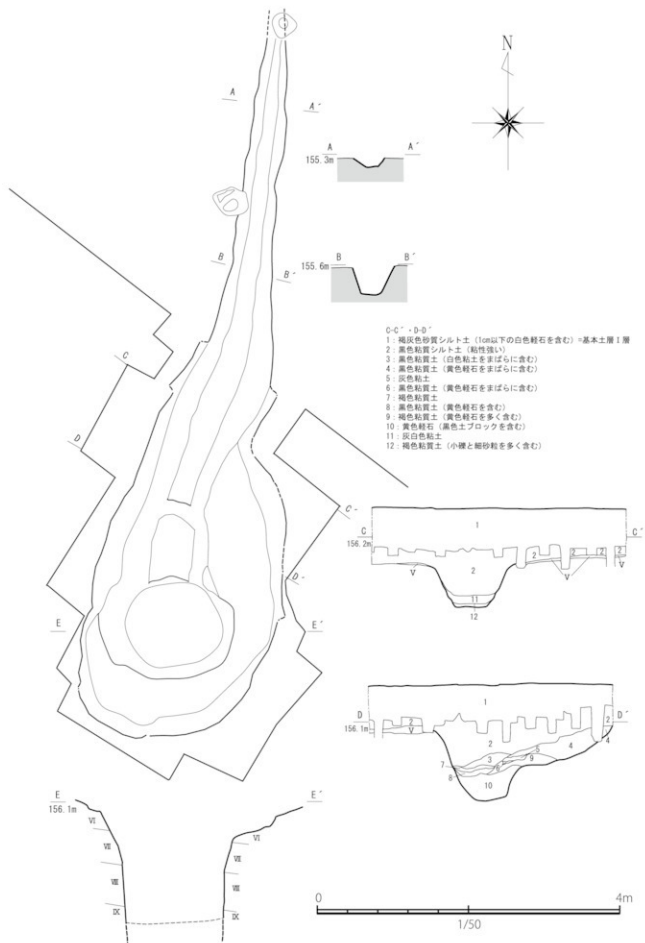 N
A
A´
A
A´
155.3m
B
B´
B
B´
155.6m
C-C´・D-D´
1：褐灰色砂質シルト土（1cm以下の白色軽石を含む）=基本土層Ⅰ層
2：黒色粘質シルト土（粘性強い）
3：黒色粘質土（白色粘土をまばらに含む）
4：黒色粘質土（黄色軽石をまばらに含む）
5：灰色粘土
6：黒色粘質土（黄色軽石をまばらに含む）
7：褐色粘質土
8：黒色粘質土（黄色軽石を含む）
9：褐色粘質土（黄色軽石を多く含む）
10：黄色軽石（黒色土ブロックを含む）
11：灰白色粘土
12：褐色粘質土（小礫と細砂粒を多く含む）
C
D
C´
D´
E
E´
C
C´
156.2m
1
2
2
2
2
V
V
V
2
11
12
D
D´
156.1m
1
2
V
2
2
3
4
4
5
6
9
7
8
10
E
E´
156.1m
Ⅵ
Ⅵ
Ⅶ
Ⅶ
Ⅷ
Ⅷ
Ⅸ
Ⅸ
0
4m
1/50